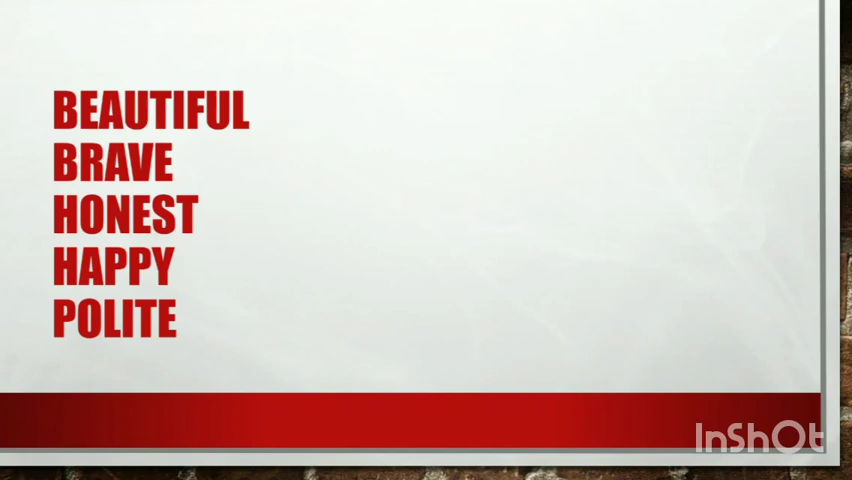 BEAUTIFUL
BRAVE
HONEST
HAPPY
POLITE
InShOt